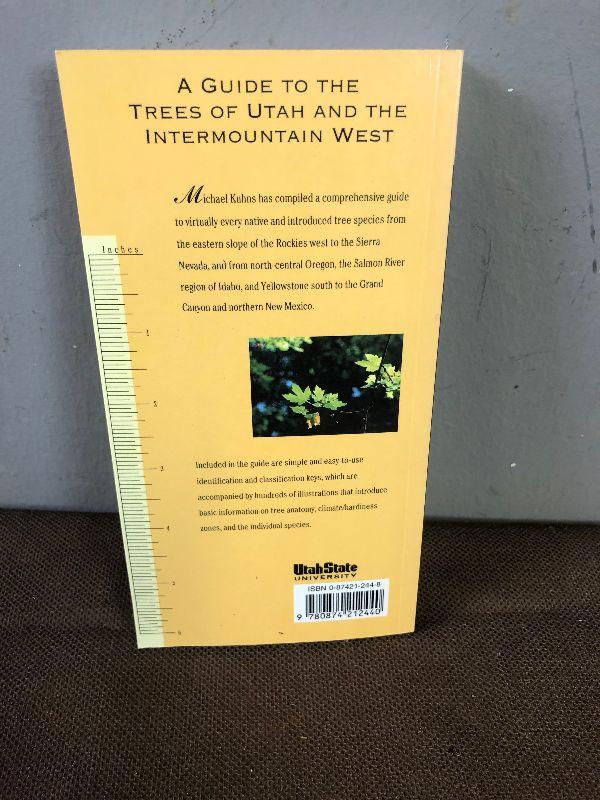 A GUIDE TO THE
TREES OF UTAH AND THE
INTERMOUNTAIN WEST
Michael Kuhns has compiled a comprehensive guide
to virtually every native and introduced tree species from
the eastern slope of the Rockies west to the Sierra
Nevada, and from north-central Oregon, the Salmon River
region of Idaho, and Yellowstone south to the Grand
Canyon and northern New Mexico.
Inches
1
2
3
4
5
6
Included in the guide are simple and easy-to-use
identification and classification keys, which are
accompanied by hundreds of illustrations that introduce
basic information on tree anatomy, climate/hardiness
zones, and the individual species.
UtahState
UNIVERSITY
ISBN 0-87421-244-8
9 780874 212440